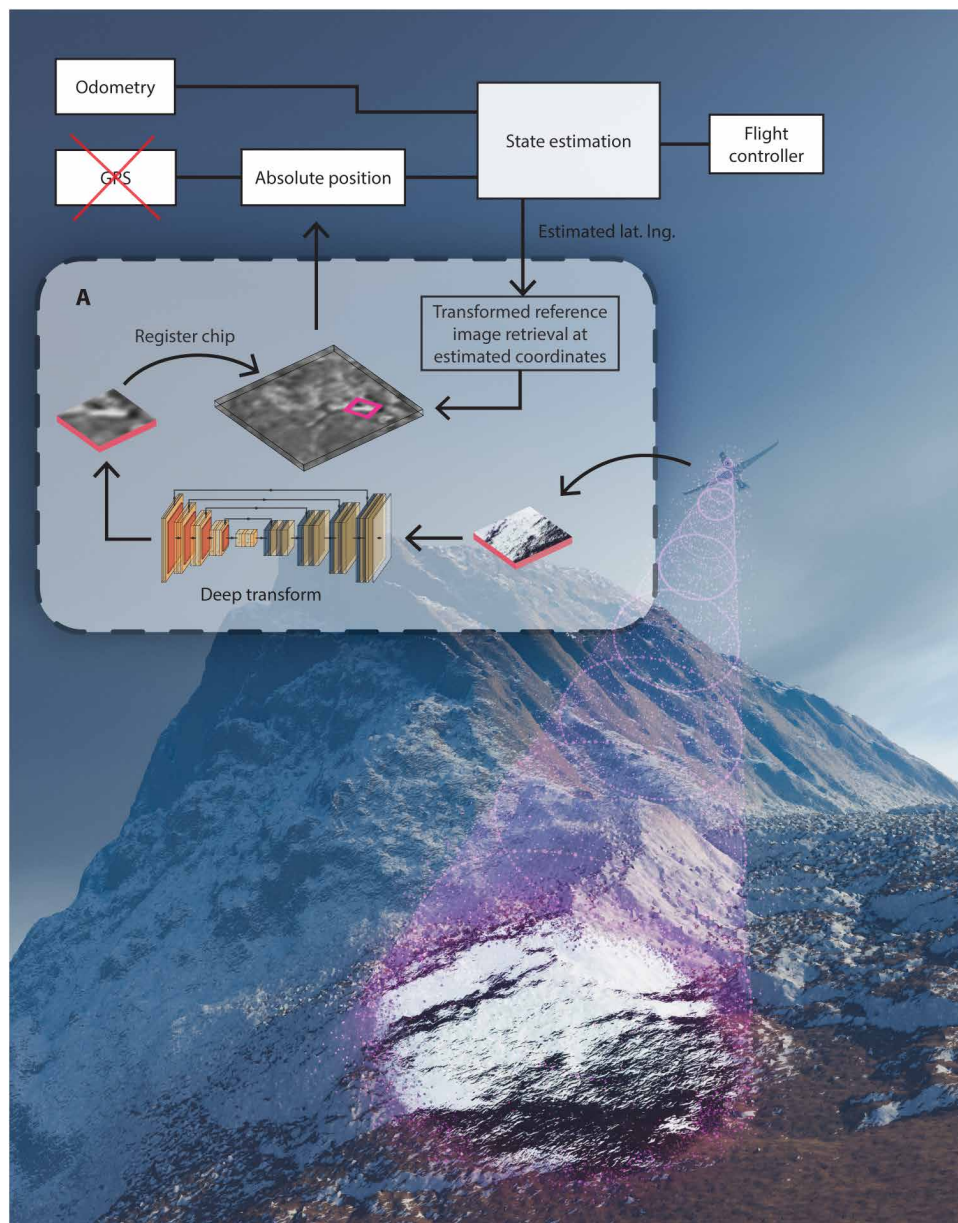 Odometry
State estimation
Flight
controller
GPS
Absolute position
Estimated lat. lng.
A
Transformed reference
image retrieval at
estimated coordinates
Register chip
Deep transform